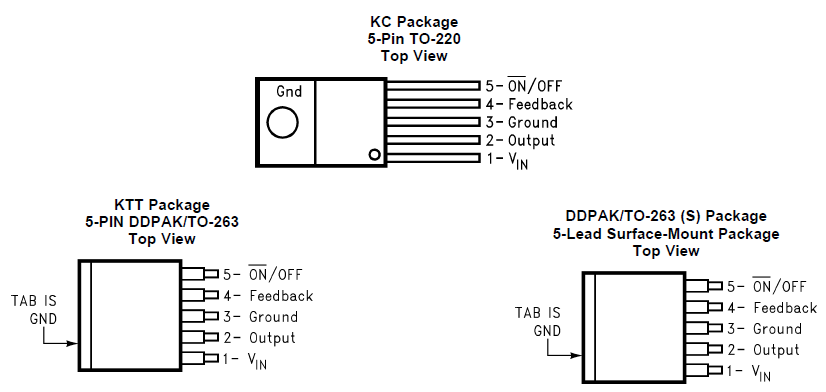 KC Package
5-Pin TO-220
Top View
Gnd
5- ON/OFF
4- Feedback
3- Ground
2- Output
1- VIN
KTT Package
5-PIN DDPAK/TO-263
Top View
TAB IS
GND
5- ON/OFF
4- Feedback
3- Ground
2- Output
1- VIN
DDPAK/TO-263 (S) Package
5-Lead Surface-Mount Package
Top View
TAB IS
GND
5- ON/OFF
4- Feedback
3- Ground
2- Output
1- VIN